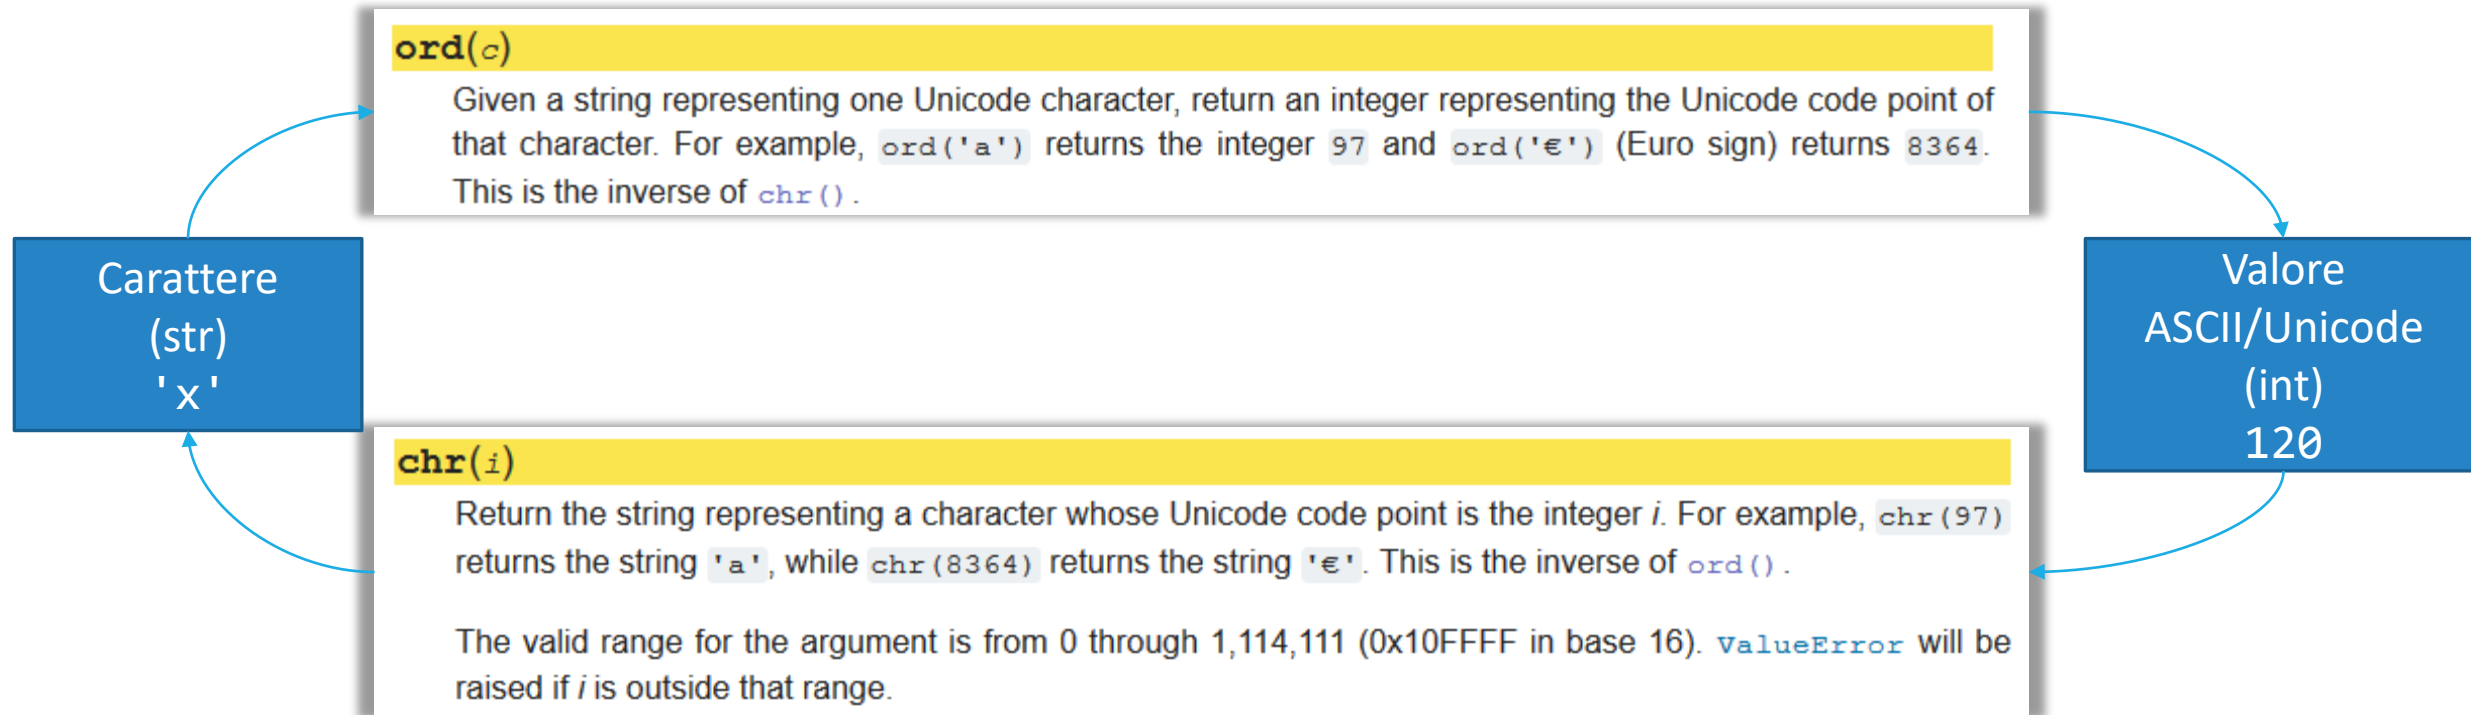 ord(c)
Given a string representing one Unicode character, return an integer representing the Unicode code point of
that character. For example, ord('a') returns the integer 97 and ord('€') (Euro sign) returns 8364.
This is the inverse of chr().
Carattere
(str)
'x'
Valore
ASCII/Unicode
(int)
120
chr(i)
Return the string representing a character whose Unicode code point is the integer i. For example, chr(97)
returns the string 'a', while chr(8364) returns the string '€'. This is the inverse of ord().
The valid range for the argument is from 0 through 1,114,111 (0x10FFFF in base 16). ValueError will be
raised if i is outside that range.